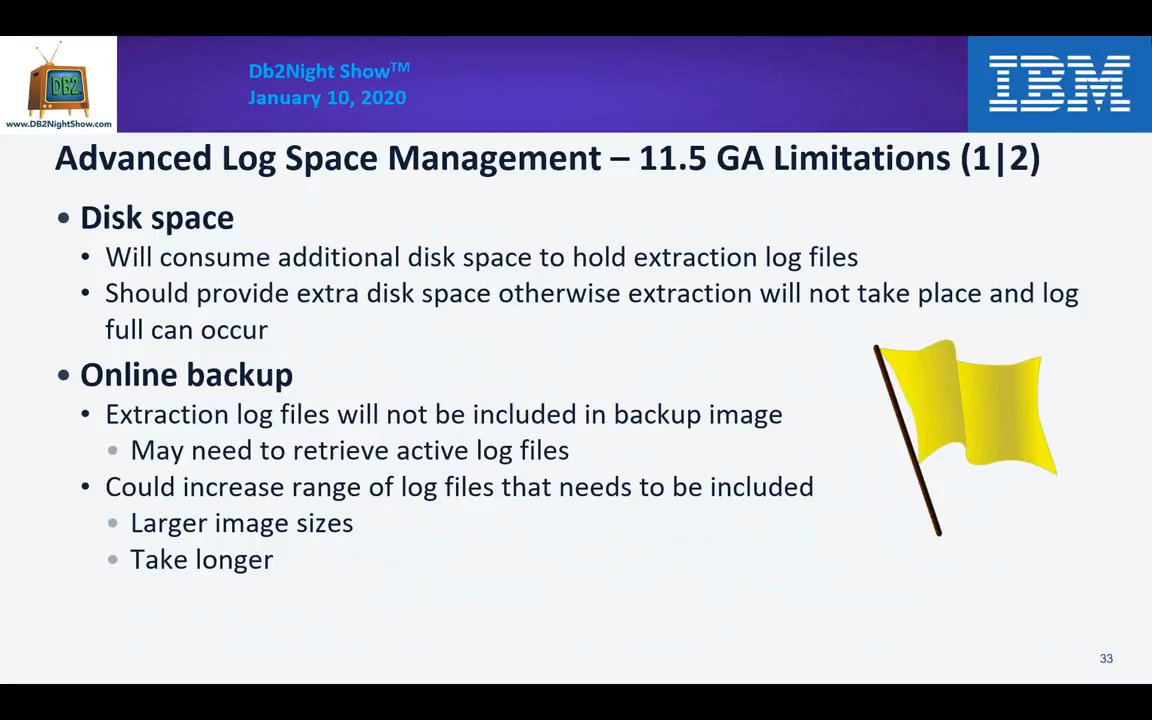 Db2Night Show™
January 10, 2020
DB2
www.DB2NightShow.com
IBM
Advanced Log Space Management – 11.5 GA Limitations (1|2)
• Disk space
• Will consume additional disk space to hold extraction log files
• Should provide extra disk space otherwise extraction will not take place and log
full can occur
• Online backup
• Extraction log files will not be included in backup image
• May need to retrieve active log files
• Could increase range of log files that needs to be included
• Larger image sizes
• Take longer
33